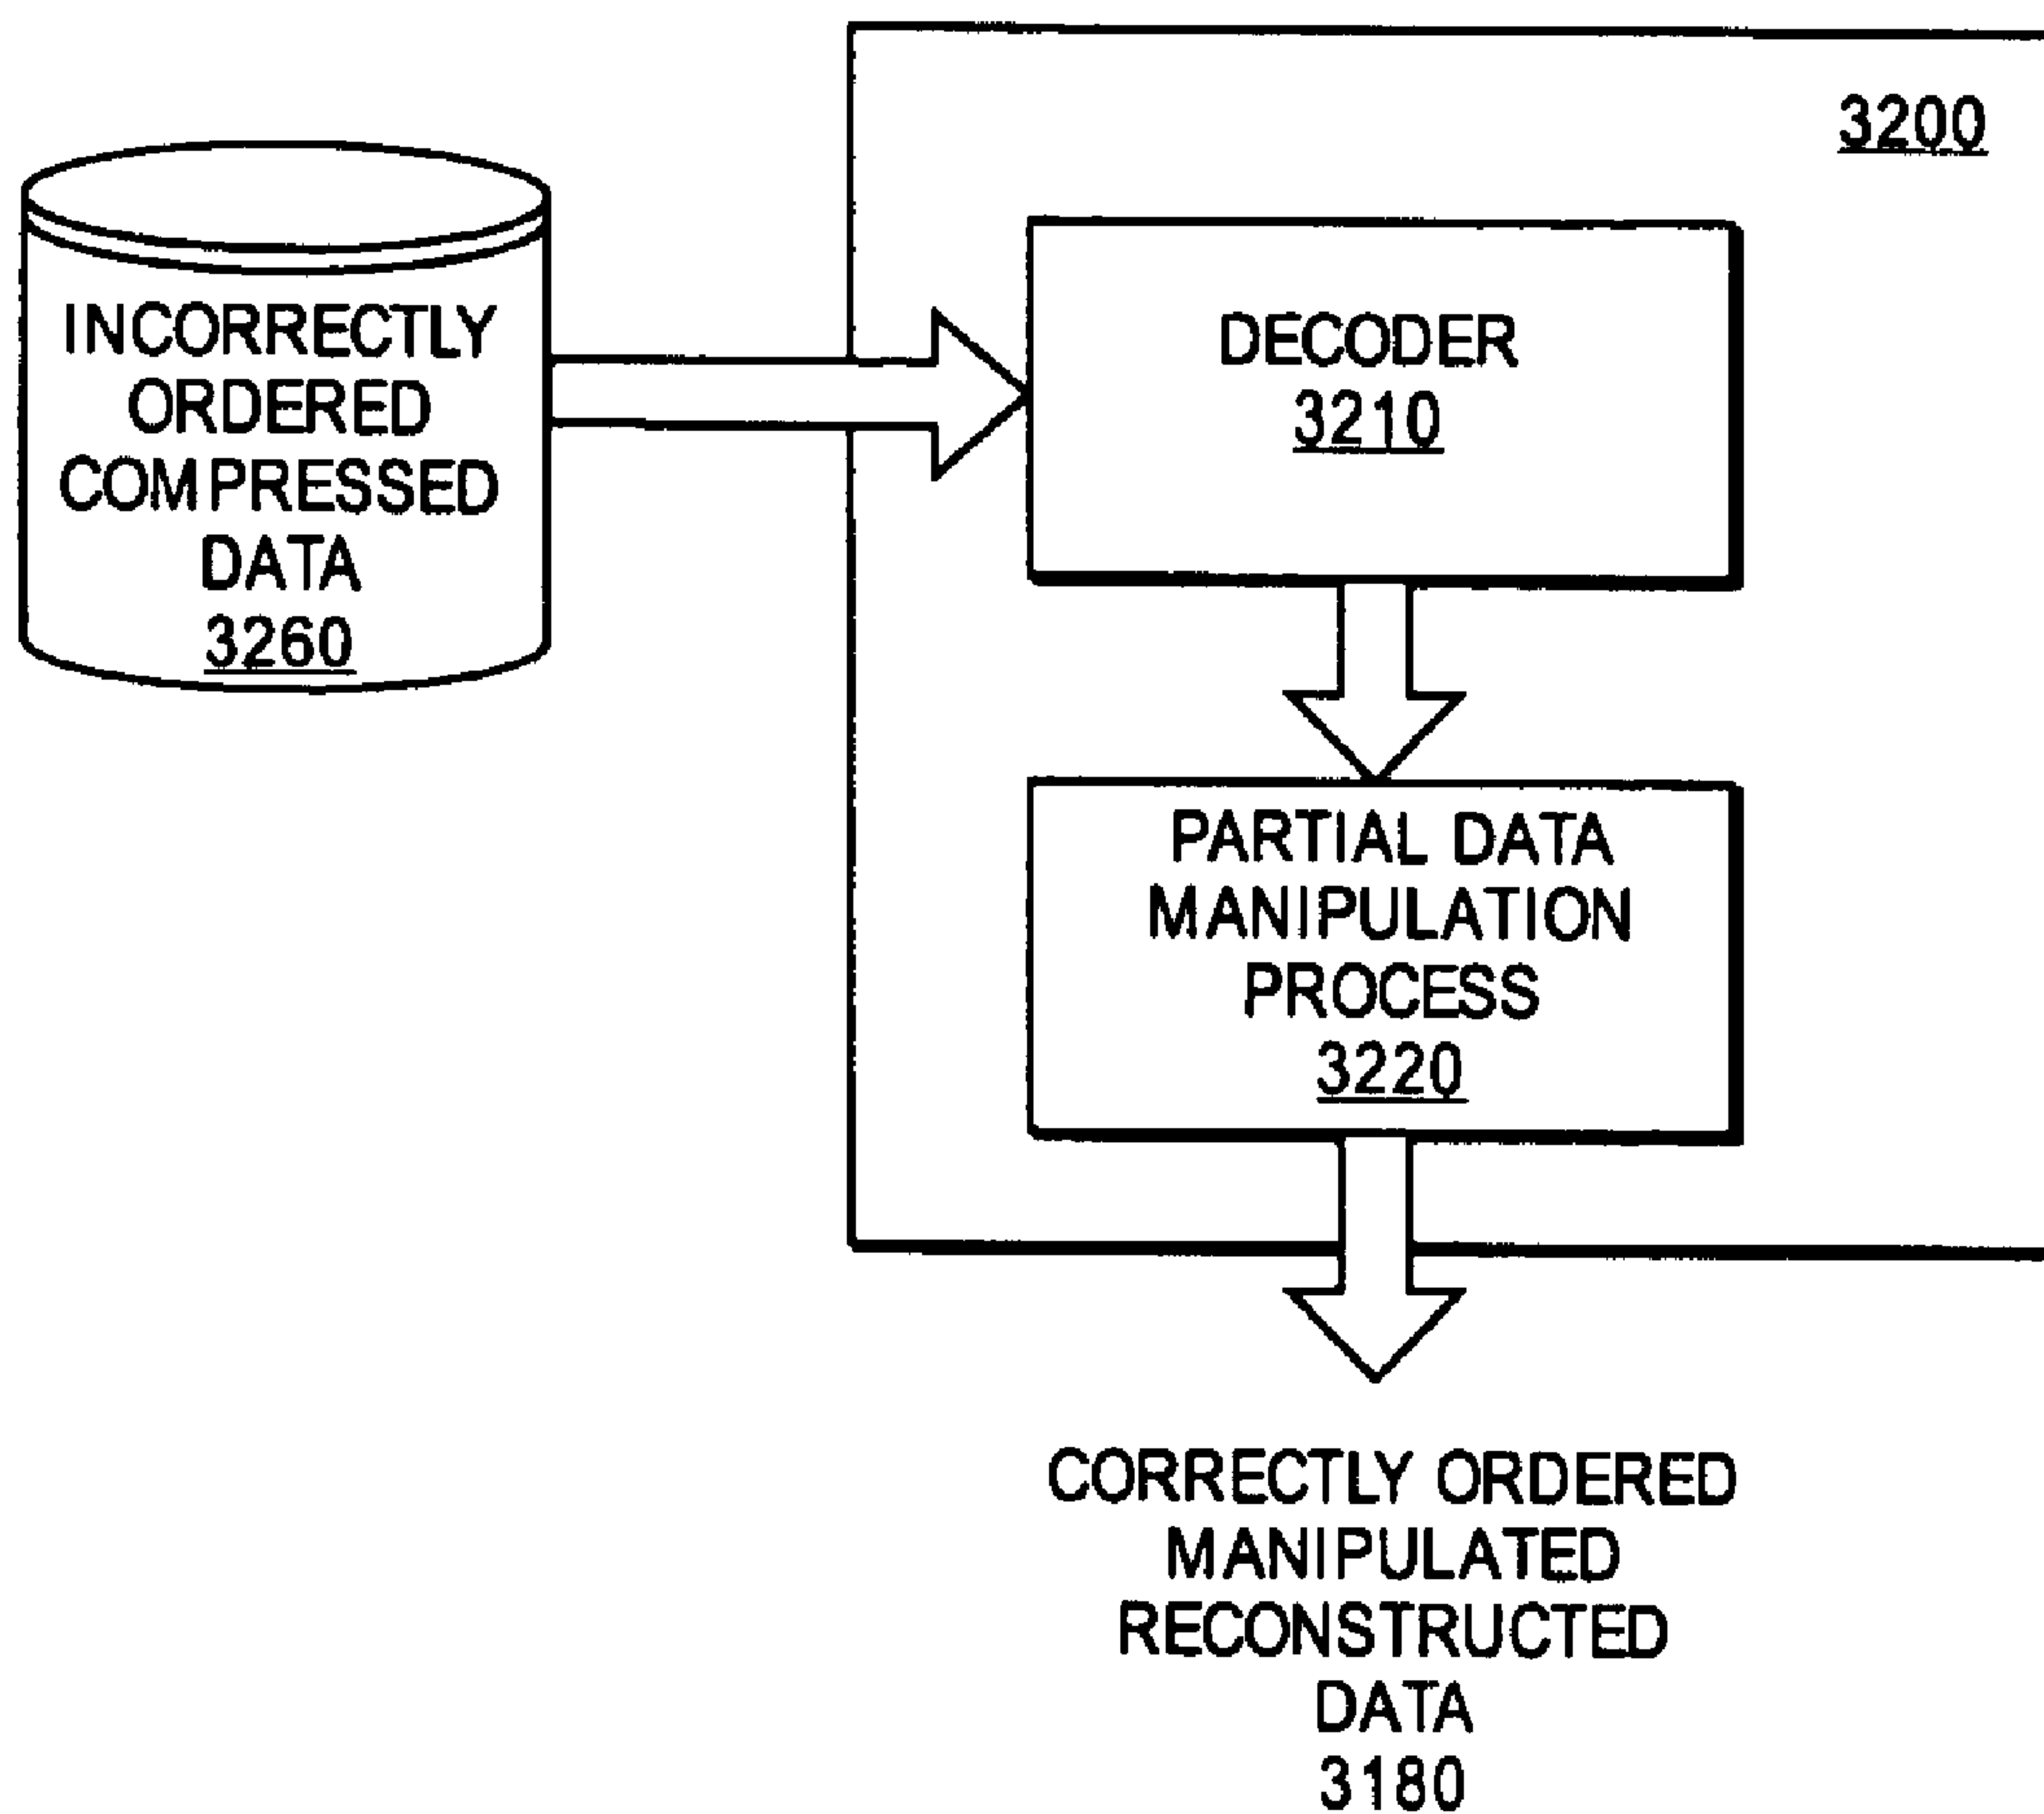 3200
INCORRECTLY
ORDERED
COMPRESSED
DATA
3260
DECODER
3210
PARTIAL DATA
MANIPULATION
PROCESS
3220
CORRECTLY ORDERED
MANIPULATED
RECONSTRUCTED
DATA
3180